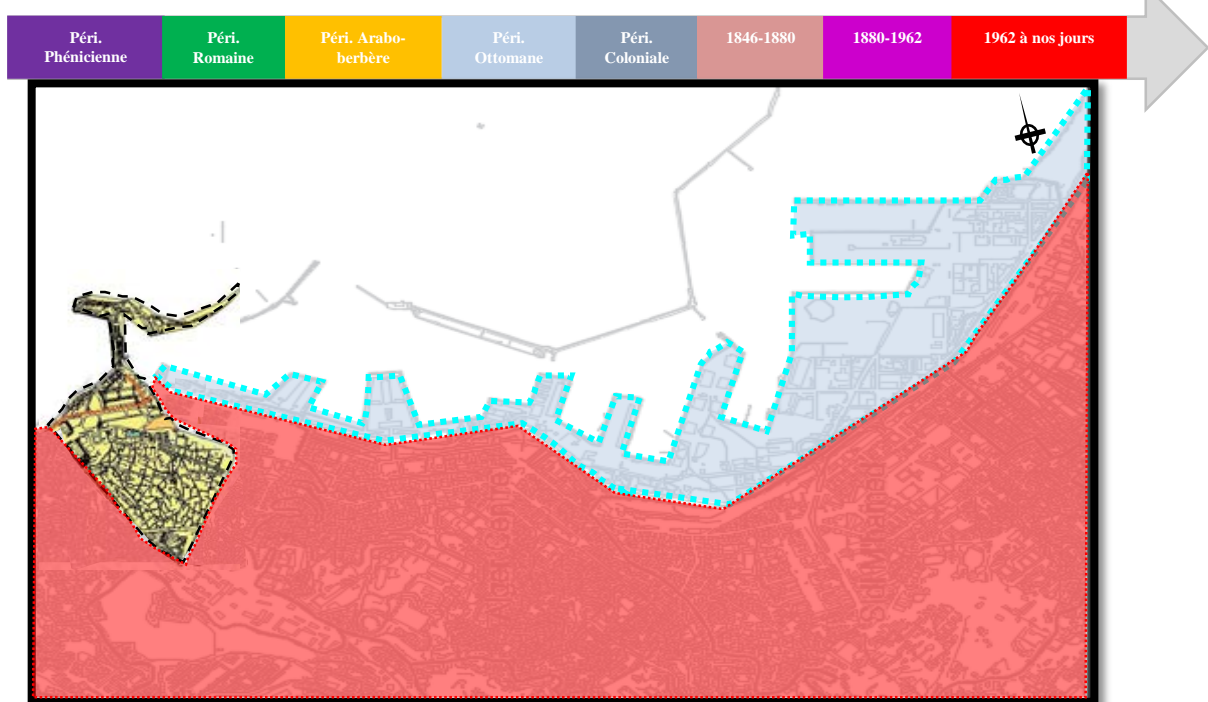 Péri.
Phénicienne
Péri.
Romaine
Péri. Arabo-
berbère
Péri.
Ottomane
Péri.
Coloniale
1846-1880
1880-1962
1962 à nos jours